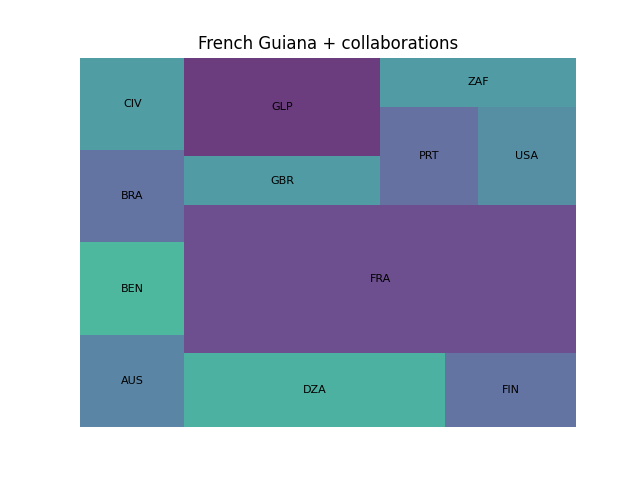 French Guiana + collaborations
CIV
GLP
ZAF
PRT
USA
GBR
BRA
FRA
BEN
AUS
DZA
FIN